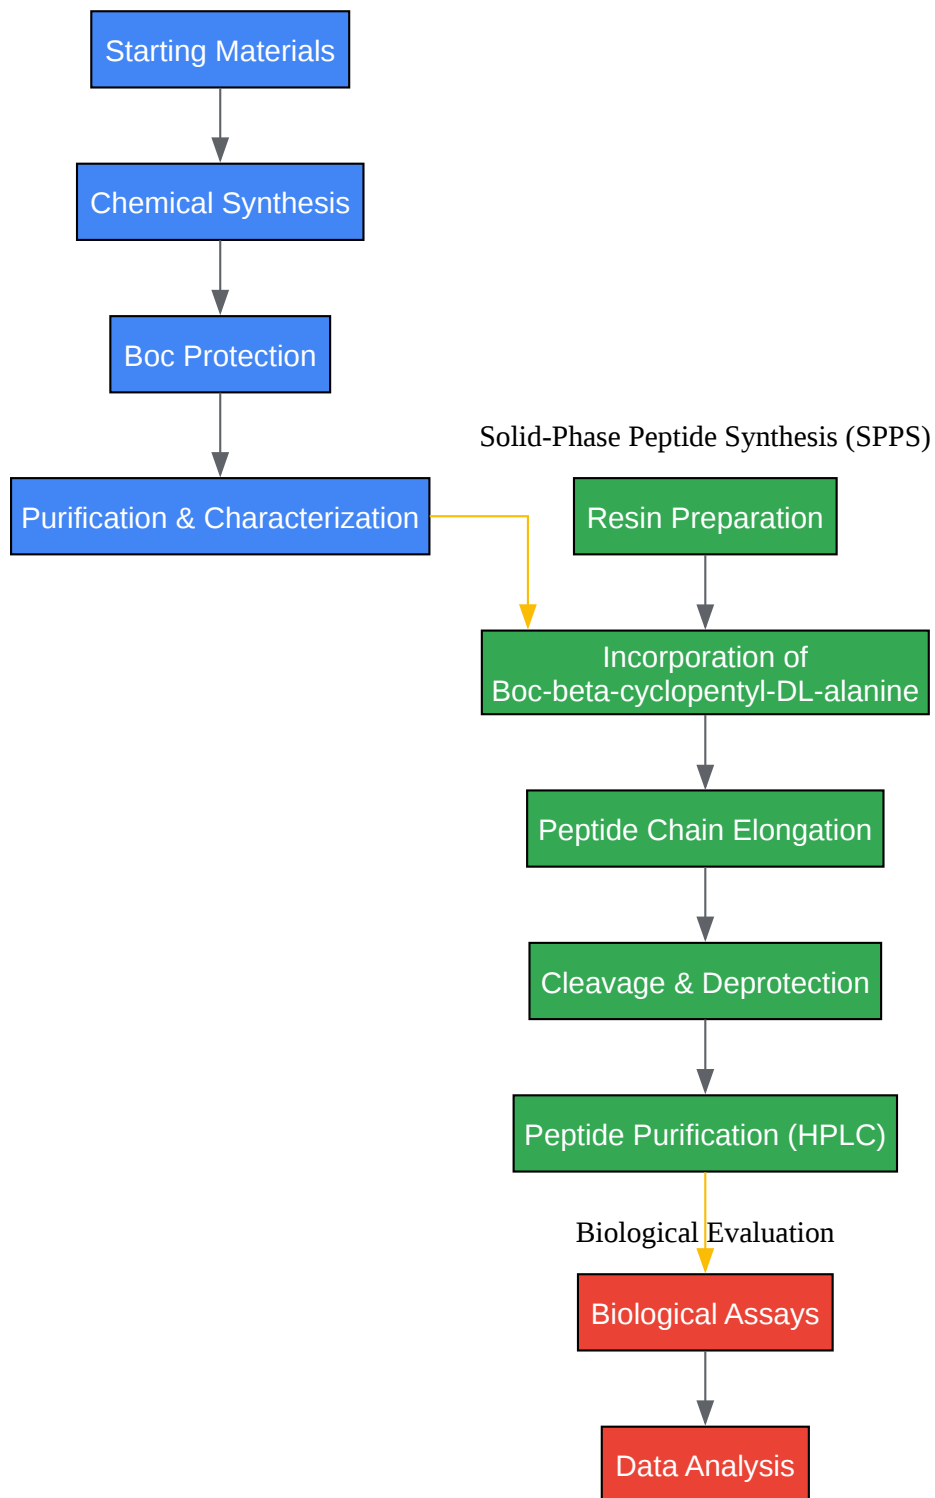 Starting Materials
Chemical Synthesis
Boc Protection
Purification & Characterization
Solid-Phase Peptide Synthesis (SPPS)
Resin Preparation
Incorporation of
Boc-beta-cyclopentyl-DL-alanine
Peptide Chain Elongation
Cleavage & Deprotection
Peptide Purification (HPLC)
Biological Evaluation
Biological Assays
Data Analysis